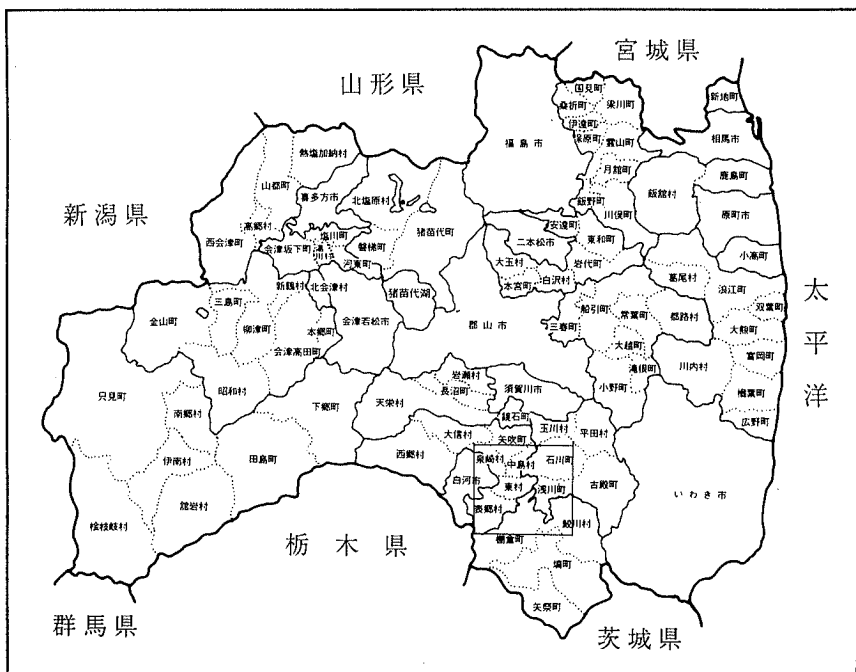 宮城県
山形県
新潟県
太平洋
栃木県
群馬県
茨城県
国見町
桑折町
梁川町
伊達町
保原町
霊山町
福島市
月舘町
飯野町
川俣町
新地町
相馬市
鹿島町
飯舘村
原町市
小高町
熱塩加納村
山都町
喜多方市
北塩原村
高郷村
西会津町
会津坂下町
塩川町
湯川村
磐梯町
河東町
猪苗代町
猪苗代湖
安達町
二本松市
東和町
大玉村
岩代町
本宮町
白沢村
葛尾村
浪江町
双葉町
大熊町
都路村
富岡町
川内村
楢葉町
広野町
船引町
常葉町
三春町
大越町
滝根町
小野町
郡山市
新鶴村
北会津村
三島町
金山町
柳津町
本郷町
会津若松市
会津高田町
昭和村
只見町
南郷村
下郷町
伊南村
田島町
舘岩村
桧枝岐村
岩瀬村
長沼町
須賀川市
天栄村
鏡石町
大信村
矢吹町
玉川村
平田村
西郷村
泉崎村
中島村
石川町
白河市
東村
浅川町
古殿町
表郷村
鮫川村
棚倉町
塙町
矢祭町
いわき市